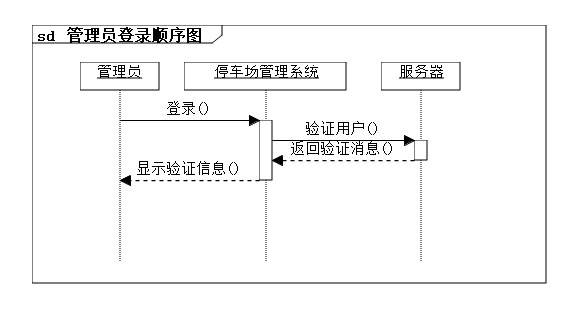 sd 管理员登录顺序图
管理员 停车场管理系统 服务器
登录()
验证用户()
返回验证消息()
显示验证信息()